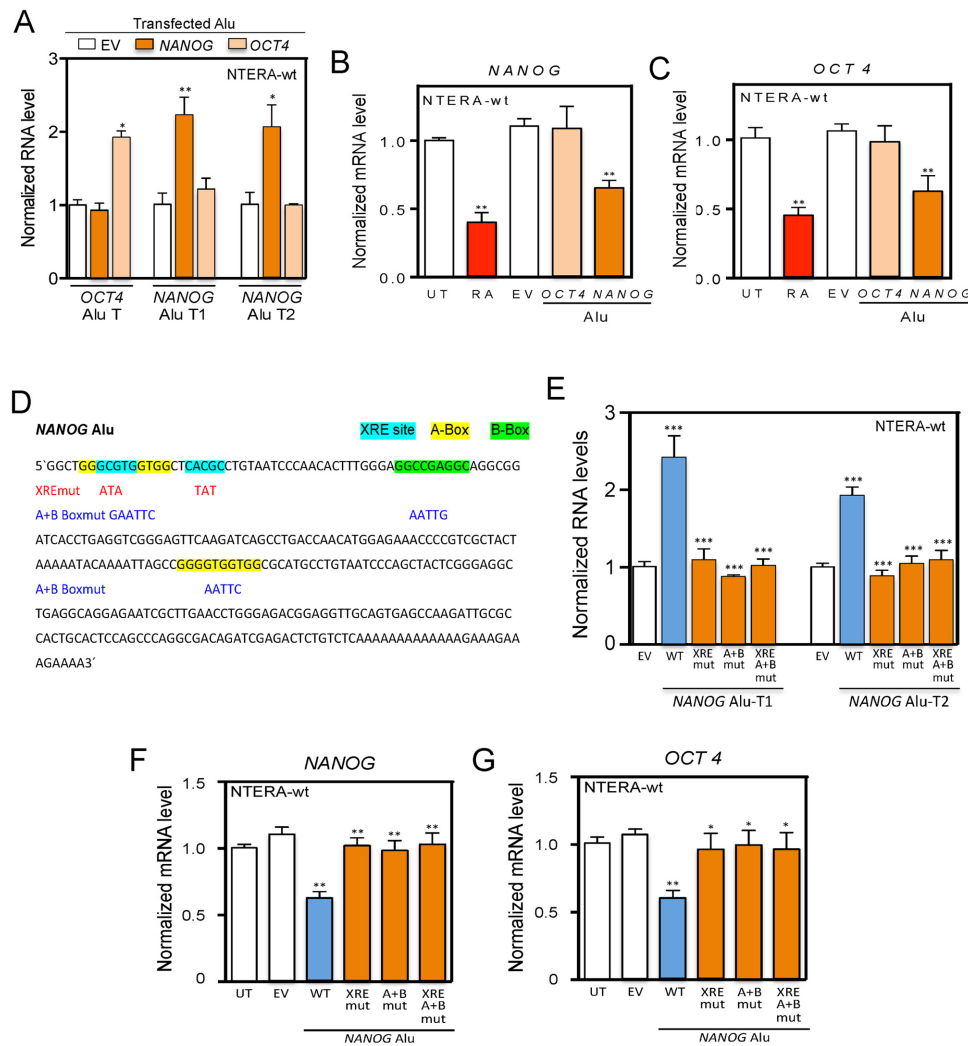 A
Transfected Alu
EV NANOG OCT4
NTERA-wt
Normalized RNA level
3
2
1
0
* ** *
OCT4 NANOG NANOG
Alu T Alu T1 Alu T2
B
NANOG
NTERA-wt
Normalized mRNA level
1.0
0.5
0.0
** **
UT RA EV OCT4 NANOG
Alu
C
OCT 4
NTERA-wt
Normalized mRNA level
1.0
0.5
0.0
** **
UT RA EV OCT4 NANOG
Alu
D
NANOG Alu XRE site A-Box B-Box
5`GGCTGGGCGTGGTGGCTCACGCCTGTAATCCCAACACTTTGGGAGGCCGAGGCAGGCGG
XREmut ATA TAT
A+B Boxmut GAATTC AATTG
ATCACCTGAGGTCGGGAGTTCAAGATCAGCCTGACCAACATGGAGAAACCCCGTCGCTACT
AAAAATACAAAATTAGCCGGGGTGGTGGCGCATGCCTGTAATCCCAGCTACTCGGGAGGC
A+B Boxmut AATTC
TGAGGCAGGAGAATCGCTTGAACCTGGGAGACGGAGGTTGCAGTGAGCCAAGATTGCGC
CACTGCACTCCAGCCCAGGCGACAGATCGAGACTCTGTCTCAAAAAAAAAAAAAAGAAAGAA
AGAAAA3´
E
NTERA-wt
Normalized RNA levels
3
2
1
0
*** *** *** *** *** *** *** ***
EV WT XRE mut A+B mut XRE A+B mut EV WT XRE mut A+B mut XRE A+B mut
NANOG Alu-T1 NANOG Alu-T2
F
NANOG
NTERA-wt
Normalized mRNA level
1.5
1.0
0.5
0
** ** ** **
UT EV WT XRE mut A+B mut XRE A+B mut
NANOG Alu
G
OCT 4
NTERA-wt
Normalized mRNA level
1.5
1.0
0.5
0
** * * *
UT EV WT XRE mut A+B mut XRE A+B mut
NANOG Alu